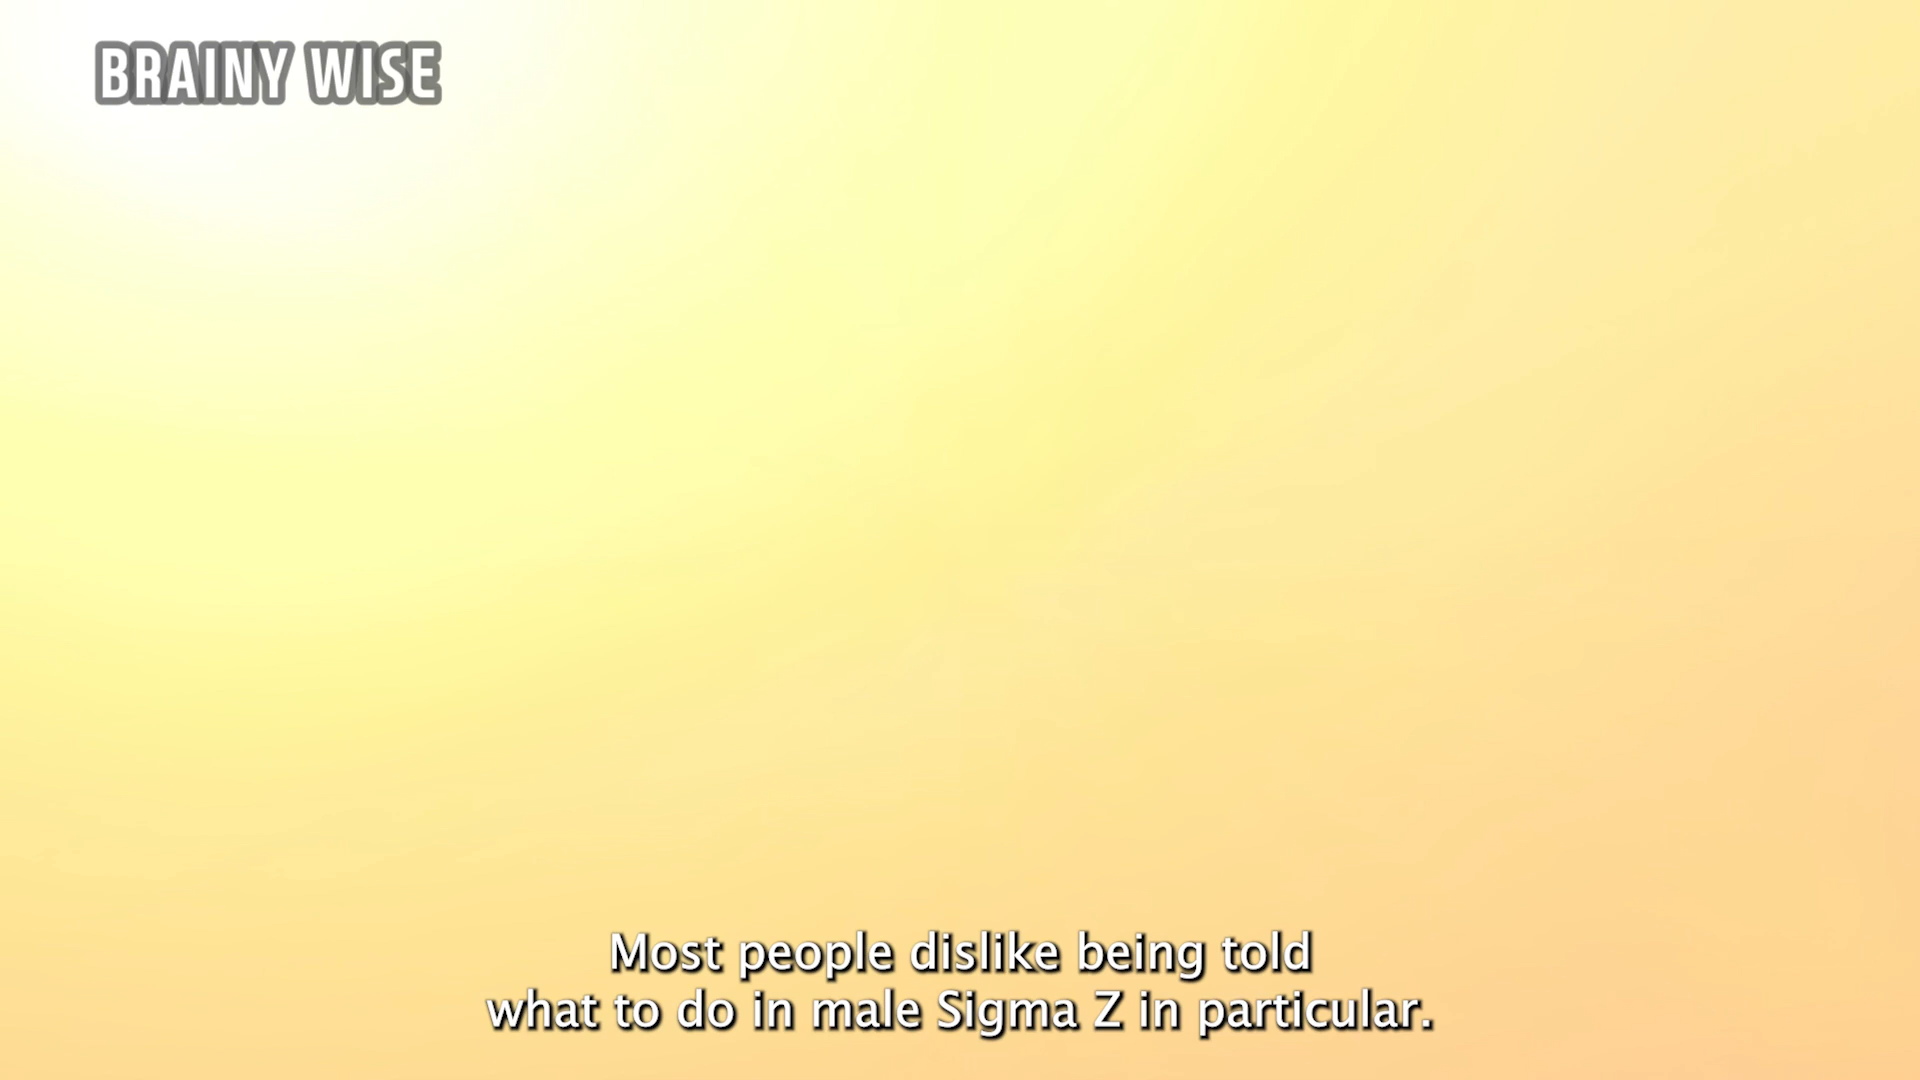 BRAINY WISE
Most people dislike being told
what to do in male Sigma Z in particular.